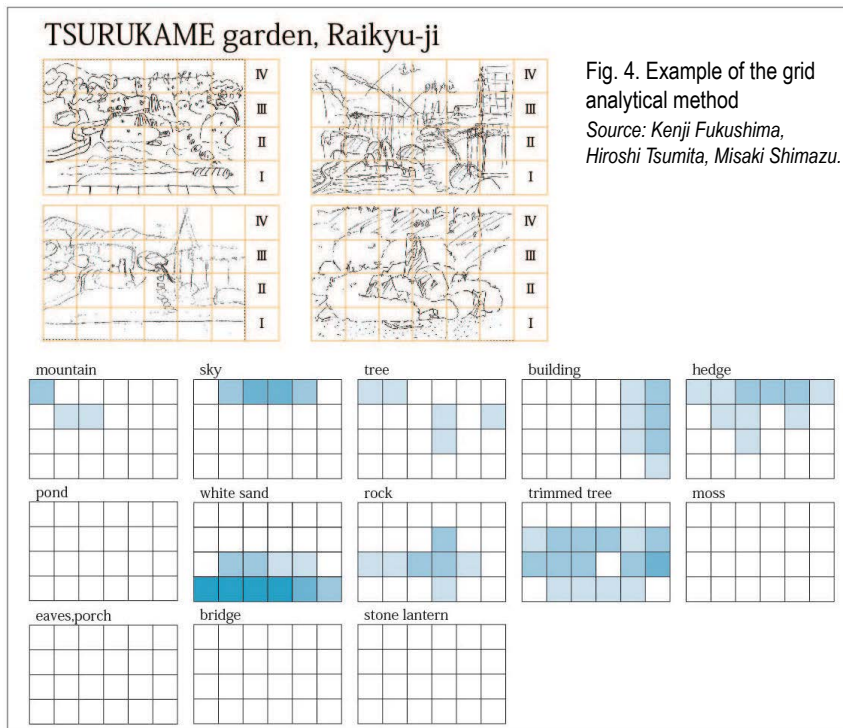 TSURUKAME garden, Raikyu-ji
IV
III
II
I
IV
III
II
I
Fig. 4. Example of the grid
analytical method
Source: Kenji Fukushima,
Hiroshi Tsumita, Misaki Shimazu.
IV
III
II
I
IV
III
II
I
mountain
sky
tree
building
hedge
pond
white sand
rock
trimmed tree
moss
eaves,porch
bridge
stone lantern